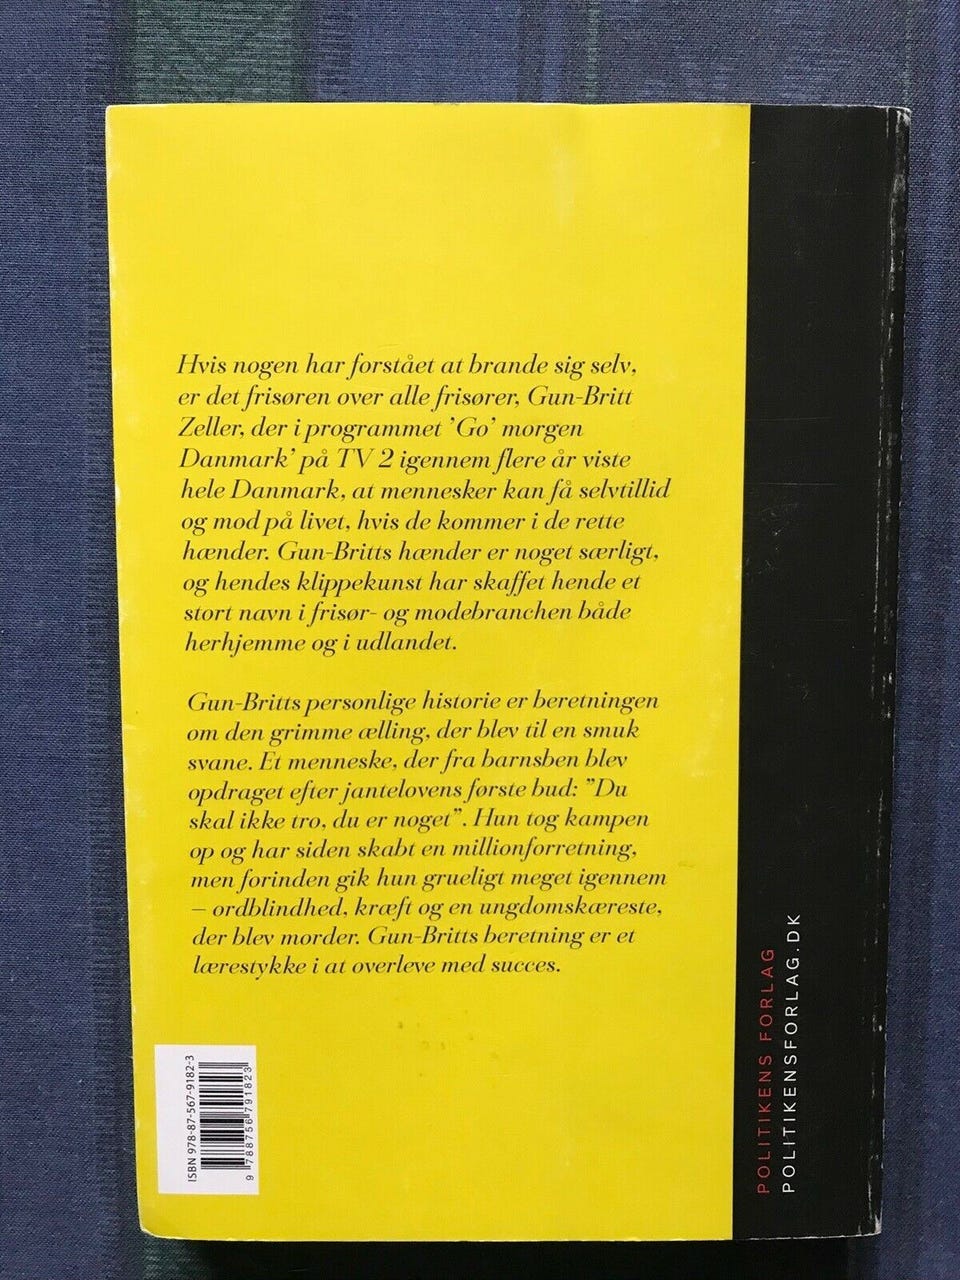 Hvis nogen har forstået at brande sig selv,
er det frisøren over alle frisører, Gun-Britt
Zeller, der i programmet ’Go’ morgen
Danmark’ på TV 2 igennem flere år viste
hele Danmark, at mennesker kan få selvtillid
og mod på livet, hvis de kommer i de rette
hænder. Gun-Britts hænder er noget særligt,
og hendes klippekunst har skaffet hende et
stort navn i frisør- og modebranchen både
herhjemme og i udlandet.
Gun-Britts personlige historie er beretningen
om den grimme ælling, der blev til en smuk
svane. Et menneske, der fra barnsben blev
opdraget efter jantelovens første bud: ”Du
skal ikke tro, du er noget”. Hun tog kampen
op og har siden skabt en millionforretning,
men forinden gik hun grueligt meget igennem
– ordblindhed, kræft og en ungdomskæreste,
der blev morder. Gun-Britts beretning er et
lærestykke i at overleve med succes.
ISBN 978-87-567-9182-3
9 788756 791823
POLITIKENS FORLAG
POLITIKENSFORLAG.DK